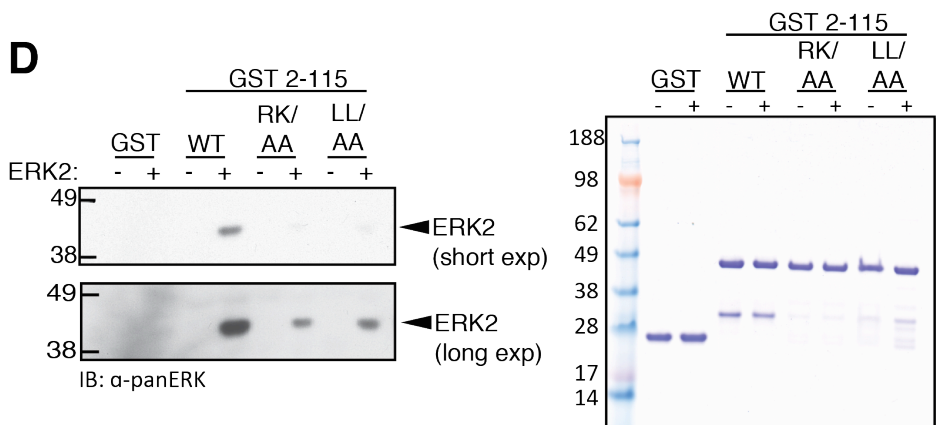 D
GST 2-115
RK/ LL/
GST WT AA AA
ERK2: - + - + - + - +
49
38
ERK2
(short exp)
49
38
ERK2
(long exp)
IB: α-panERK
GST 2-115
RK/ LL/
GST WT AA AA
- + - + - + - +
188
98
62
49
38
28
17
14